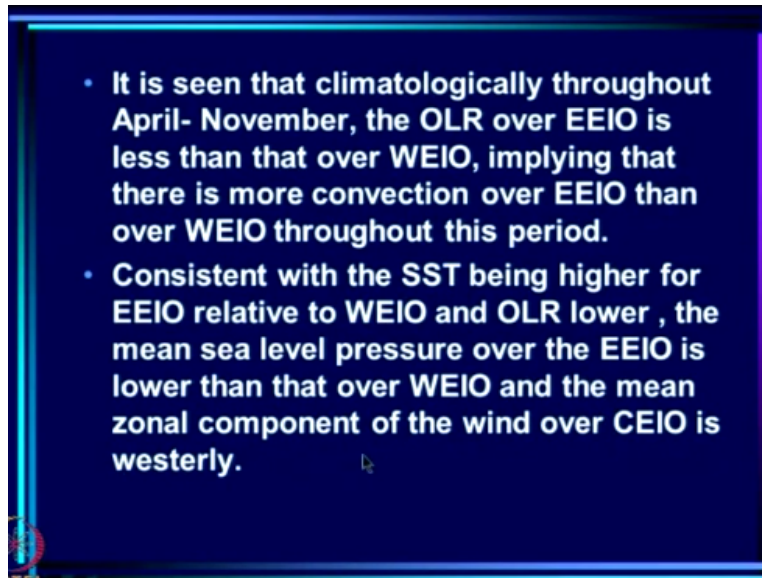 • It is seen that climatologically throughout
April- November, the OLR over EEIO is
less than that over WEIO, implying that
there is more convection over EEIO than
over WEIO throughout this period.
• Consistent with the SST being higher for
EEIO relative to WEIO and OLR lower , the
mean sea level pressure over the EEIO is
lower than that over WEIO and the mean
zonal component of the wind over CEIO is
westerly.